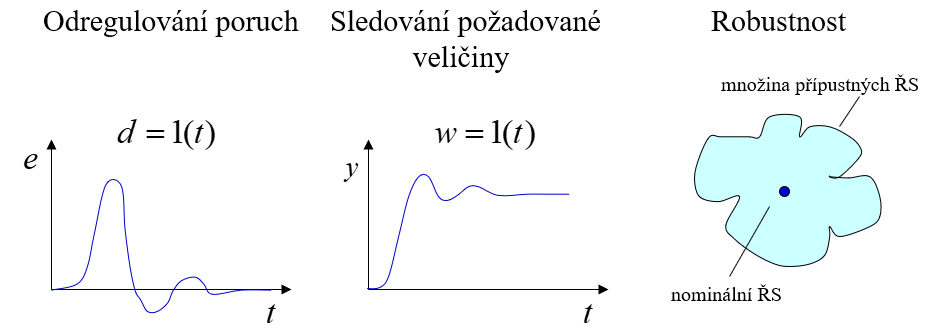 Odregulování poruch
Sledování požadované
veličiny
Robustnost
množina přípustných ŘS
d = 1(t)
w = 1(t)
e
y
t
t
nominální ŘS